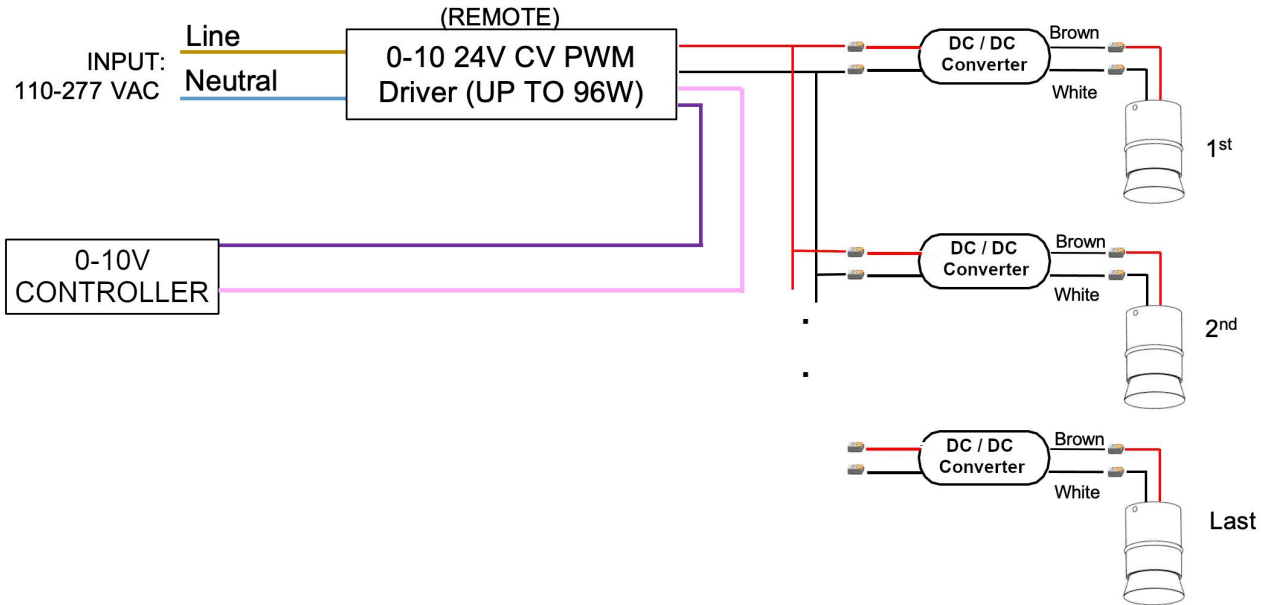 (REMOTE)
INPUT:
110-277 VAC
Line
Neutral
0-10 24V CV PWM
Driver (UP TO 96W)
DC / DC
Converter
Brown
White
1st
0-10V
CONTROLLER
DC / DC
Converter
Brown
White
2nd
DC / DC
Converter
Brown
White
Last